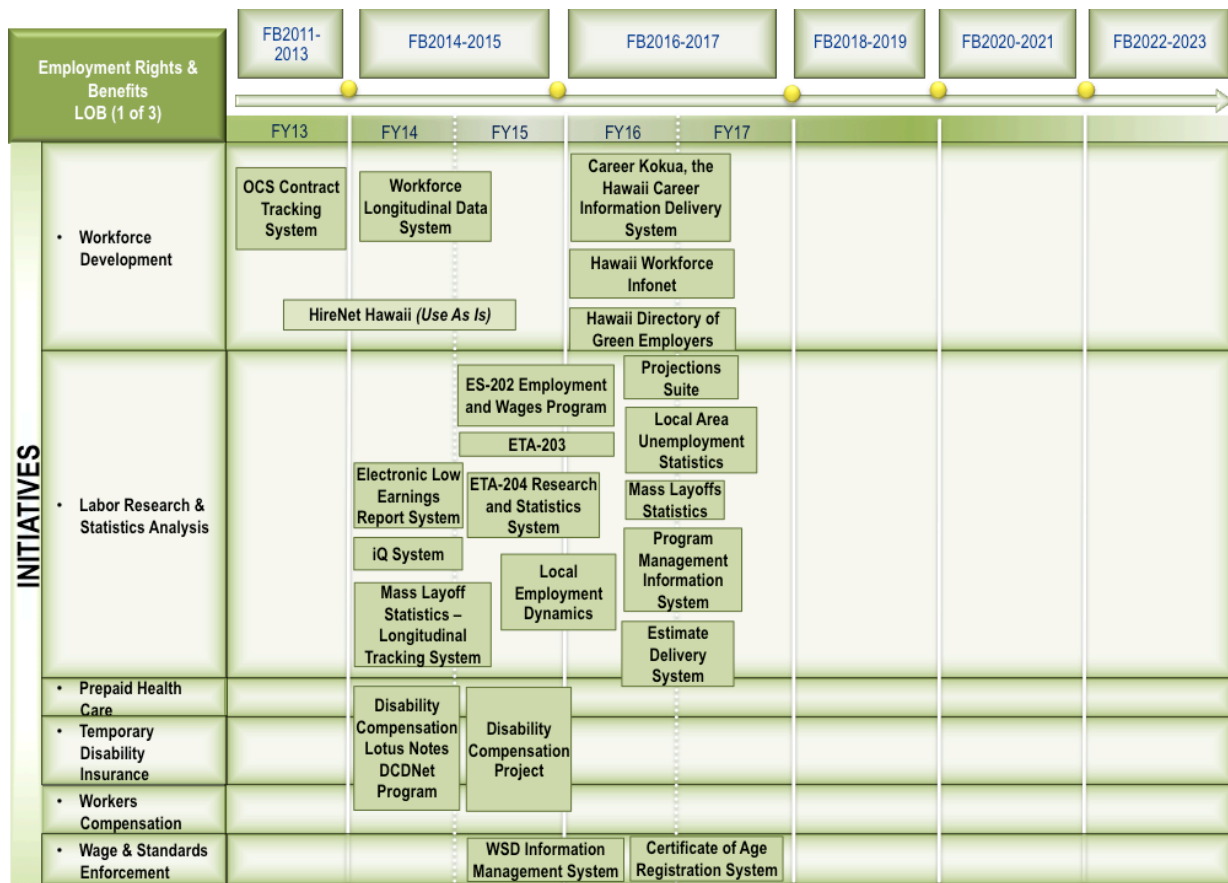 Employment Rights &
Benefits
LOB (1 of 3)
FB2011-
2013
FB2014-2015
FB2016-2017
FB2018-2019
FB2020-2021
FB2022-2023
FY13
FY14
FY15
FY16
FY17
INITIATIVES
• Workforce
Development
OCS Contract
Tracking
System
Workforce
Longitudinal Data
System
Career Kokua, the
Hawaii Career
Information Delivery
System
Hawaii Workforce
Infonet
HireNet Hawaii (Use As Is)
Hawaii Directory of
Green Employers
• Labor Research &
Statistics Analysis
ES-202 Employment
and Wages Program
Projections
Suite
ETA-203
Local Area
Unemployment
Statistics
Electronic Low
Earnings
Report System
ETA-204 Research
and Statistics
System
Mass Layoffs
Statistics
iQ System
Local
Employment
Dynamics
Program
Management
Information
System
Mass Layoff
Statistics –
Longitudinal
Tracking System
Estimate
Delivery
System
• Prepaid Health
Care
• Temporary
Disability
Insurance
• Workers
Compensation
Disability
Compensation
Lotus Notes
DCDNet
Program
Disability
Compensation
Project
• Wage & Standards
Enforcement
WSD Information
Management System
Certificate of Age
Registration System